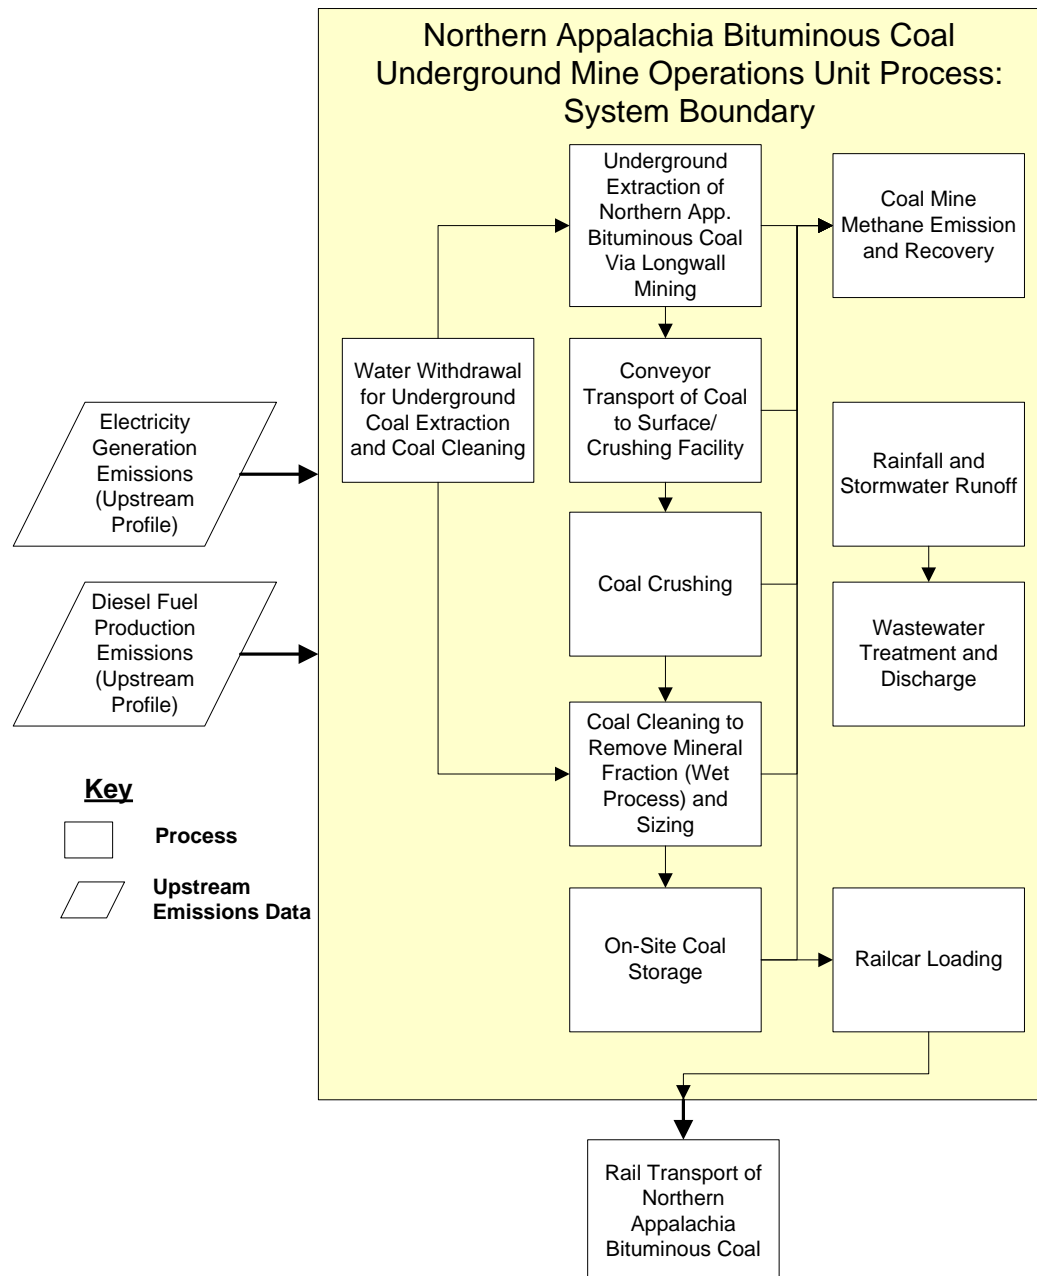 Northern Appalachia Bituminous Coal
Underground Mine Operations Unit Process:
System Boundary
Underground
Extraction of
Northern App.
Bituminous Coal
Via Longwall
Mining
Coal Mine
Methane Emission
and Recovery
Water Withdrawal
for Underground
Coal Extraction
and Coal Cleaning
Conveyor
Transport of Coal
to Surface/
Crushing Facility
Electricity
Generation
Emissions
(Upstream
Profile)
Rainfall and
Stormwater Runoff
Coal Crushing
Diesel Fuel
Production
Emissions
(Upstream
Profile)
Wastewater
Treatment and
Discharge
Coal Cleaning to
Remove Mineral
Fraction (Wet
Process) and
Sizing
Key
Process
Upstream
Emissions Data
On-Site Coal
Storage
Railcar Loading
Rail Transport of
Northern
Appalachia
Bituminous Coal